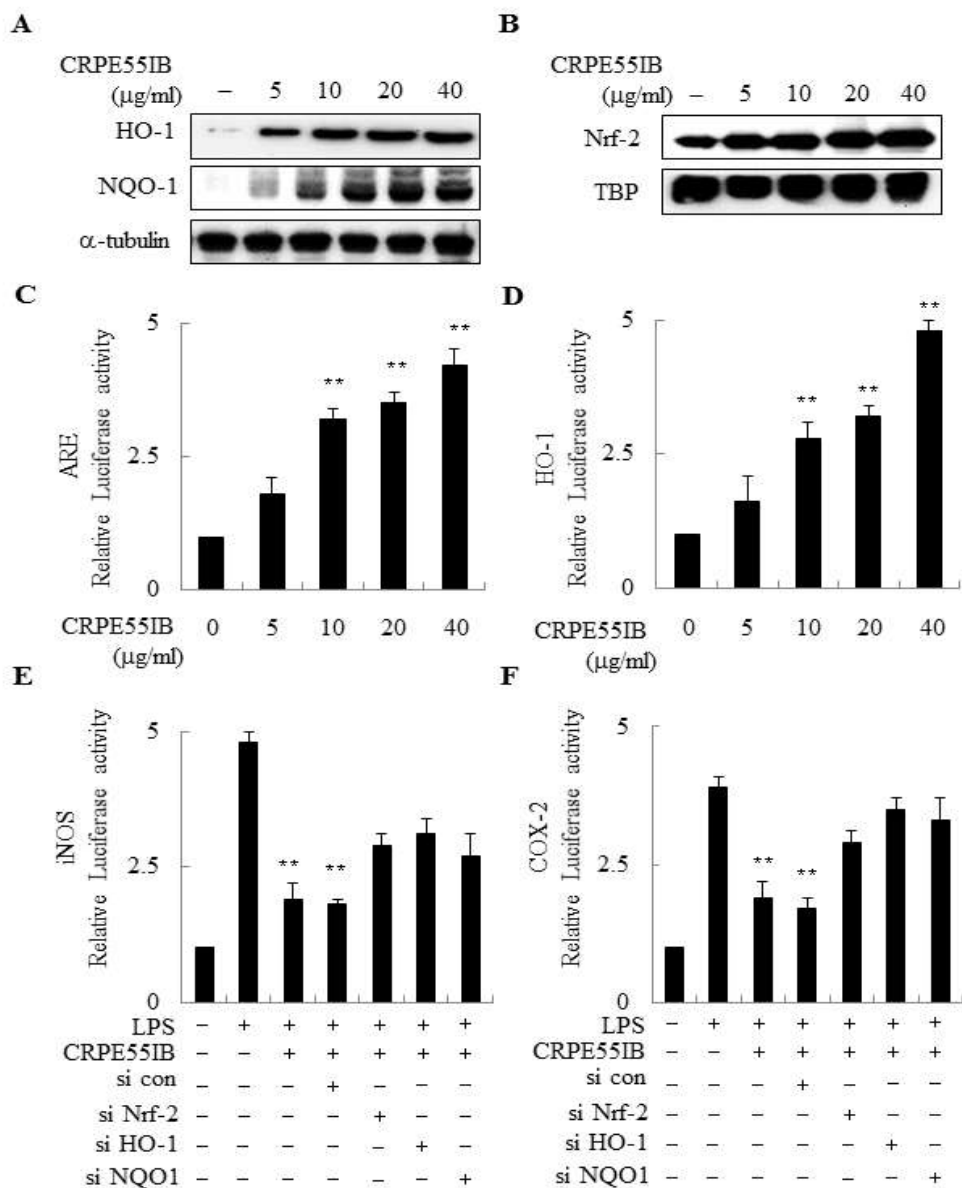 A
CRPE55IB
(μg/ml)
– 5 10 20 40
HO-1
NQO-1
α-tubulin
B
CRPE55IB
(μg/ml)
– 5 10 20 40
Nrf-2
TBP
C
ARE
Relative Luciferase activity
5
2.5
0
** ** **
CRPE55IB
(μg/ml)
0 5 10 20 40
D
HO-1
Relative Luciferase activity
5
2.5
0
** ** **
CRPE55IB
(μg/ml)
0 5 10 20 40
E
iNOS
Relative Luciferase activity
5
2.5
0
** **
LPS – + + + + + +
CRPE55IB – – + + + + +
si con – – – + – – –
si Nrf-2 – – – – + – –
si HO-1 – – – – – + –
si NQO1 – – – – – – +
F
COX-2
Relative Luciferase activity
5
2.5
0
** **
LPS – + + + + + +
CRPE55IB – – + + + + +
si con – – – + – – –
si Nrf-2 – – – – + – –
si HO-1 – – – – – + –
si NQO1 – – – – – – +